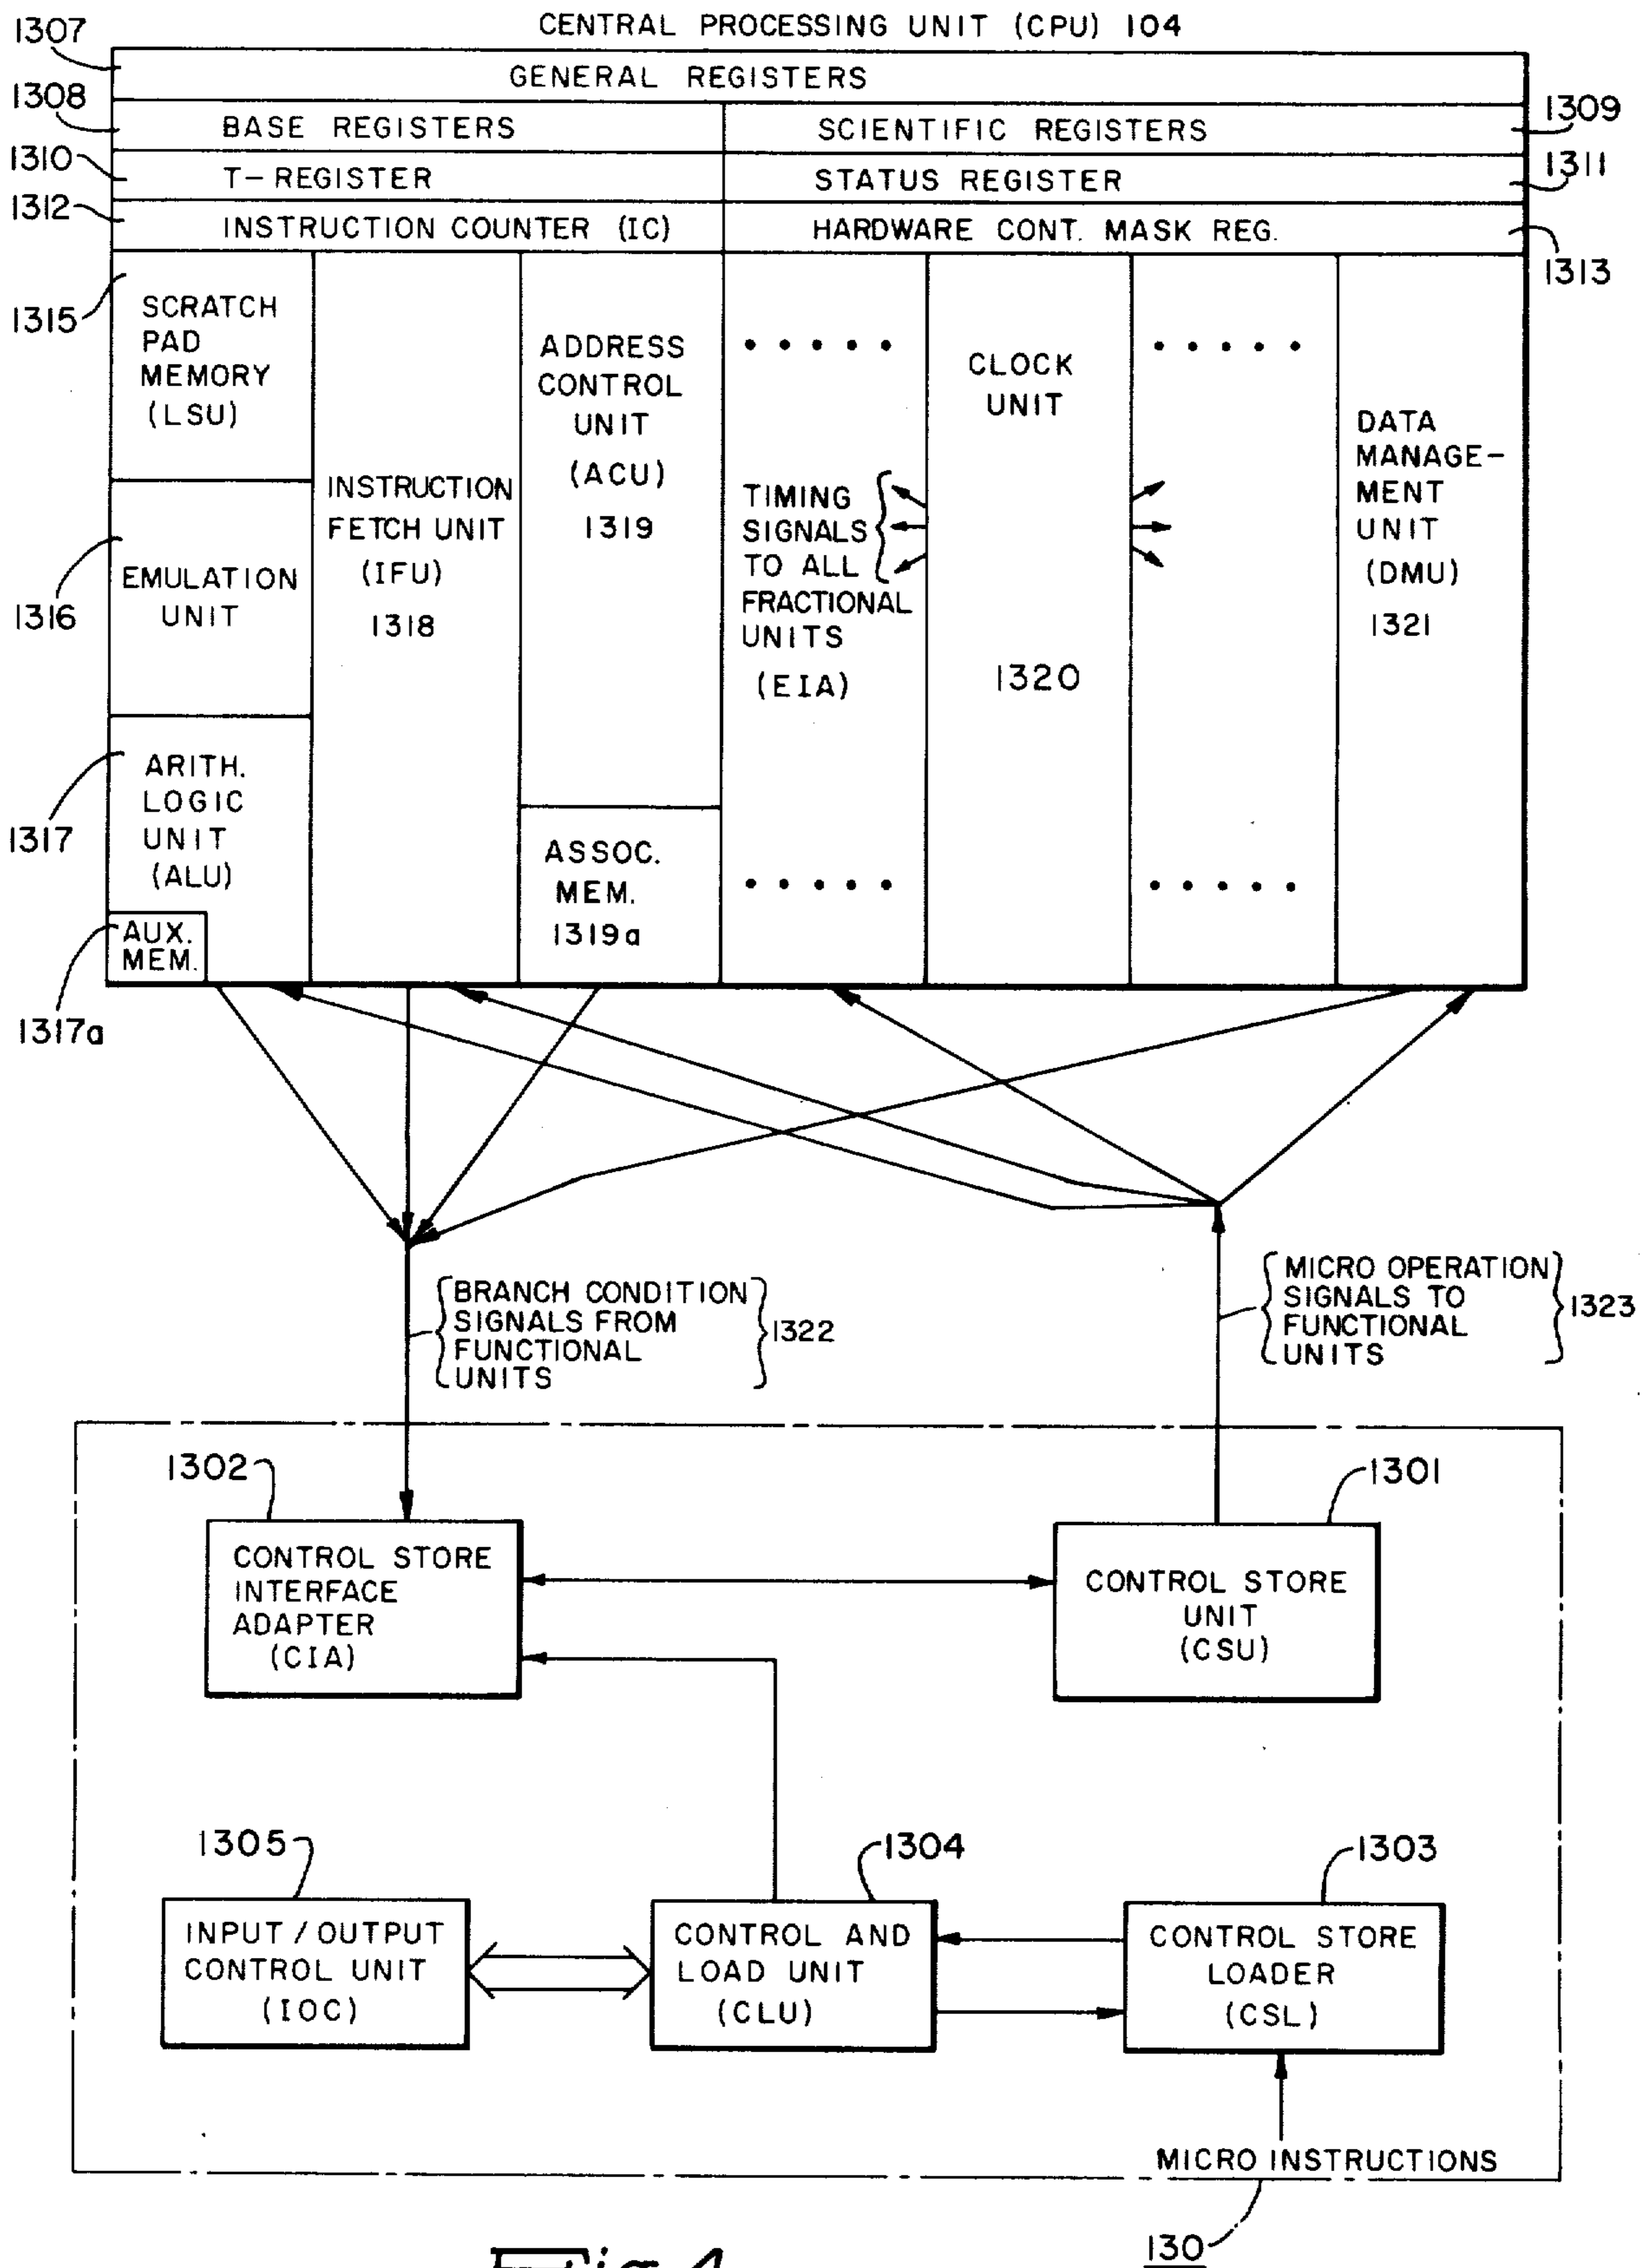 CENTRAL PROCESSING UNIT (CPU) 104
1307
GENERAL REGISTERS
1308
BASE REGISTERS
SCIENTIFIC REGISTERS
1309
1310
T-REGISTER
STATUS REGISTER
1311
1312
INSTRUCTION COUNTER (IC)
HARDWARE CONT. MASK REG.
1313
1315
SCRATCH
PAD
MEMORY
(LSU)
1316
EMULATION
UNIT
1317
ARITH.
LOGIC
UNIT
(ALU)
AUX.
MEM.
1317a
INSTRUCTION
FETCH UNIT
(IFU)
1318
ADDRESS
CONTROL
UNIT
(ACU)
1319
ASSOC.
MEM.
1319a
.....
TIMING
SIGNALS
TO ALL
FRACTIONAL
UNITS
(EIA)
.....
CLOCK
UNIT
1320
.....
.....
DATA
MANAGE-
MENT
UNIT
(DMU)
1321
BRANCH CONDITION
SIGNALS FROM
FUNCTIONAL
UNITS
1322
MICRO OPERATION
SIGNALS TO
FUNCTIONAL
UNITS
1323
1302
CONTROL STORE
INTERFACE
ADAPTER
(CIA)
1301
CONTROL STORE
UNIT
(CSU)
1305
INPUT/OUTPUT
CONTROL UNIT
(IOC)
1304
CONTROL AND
LOAD UNIT
(CLU)
1303
CONTROL STORE
LOADER
(CSL)
MICRO INSTRUCTIONS
130